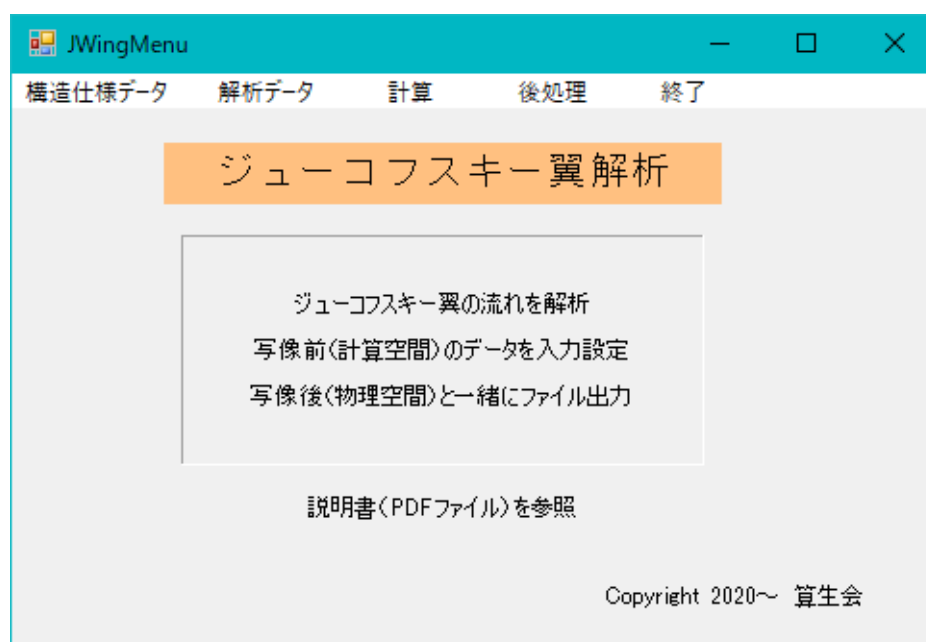 JWingMenu
構造仕様データ 解析データ 計算 後処理 終了
ジューコフスキー翼解析
ジューコフスキー翼の流れを解析
写像前(計算空間)のデータを入力設定
写像後(物理空間)と一緒にファイル出力
説明書(PDFファイル)を参照
Copyright 2020～ 算生会